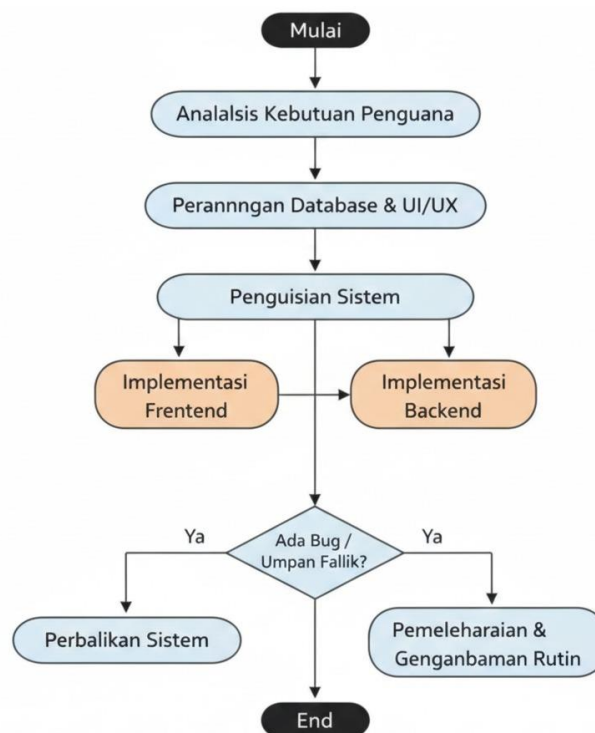 Mulai
Analalsis Kebutuan Penguana
Perannngan Database & UI/UX
Penguisian Sistem
Implementasi
Frentend
Implementasi
Backend
Ya
Ada Bug /
Umpan Fallik?
Ya
Perbalikan Sistem
Pemeleharaian &
Genganbaman Rutin
End